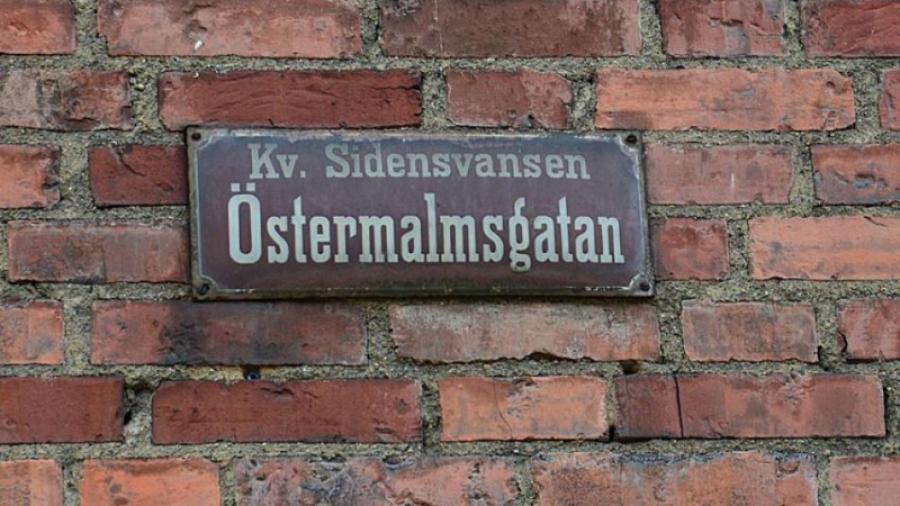 Kv. Sidensvansen
Östermalmsgatan